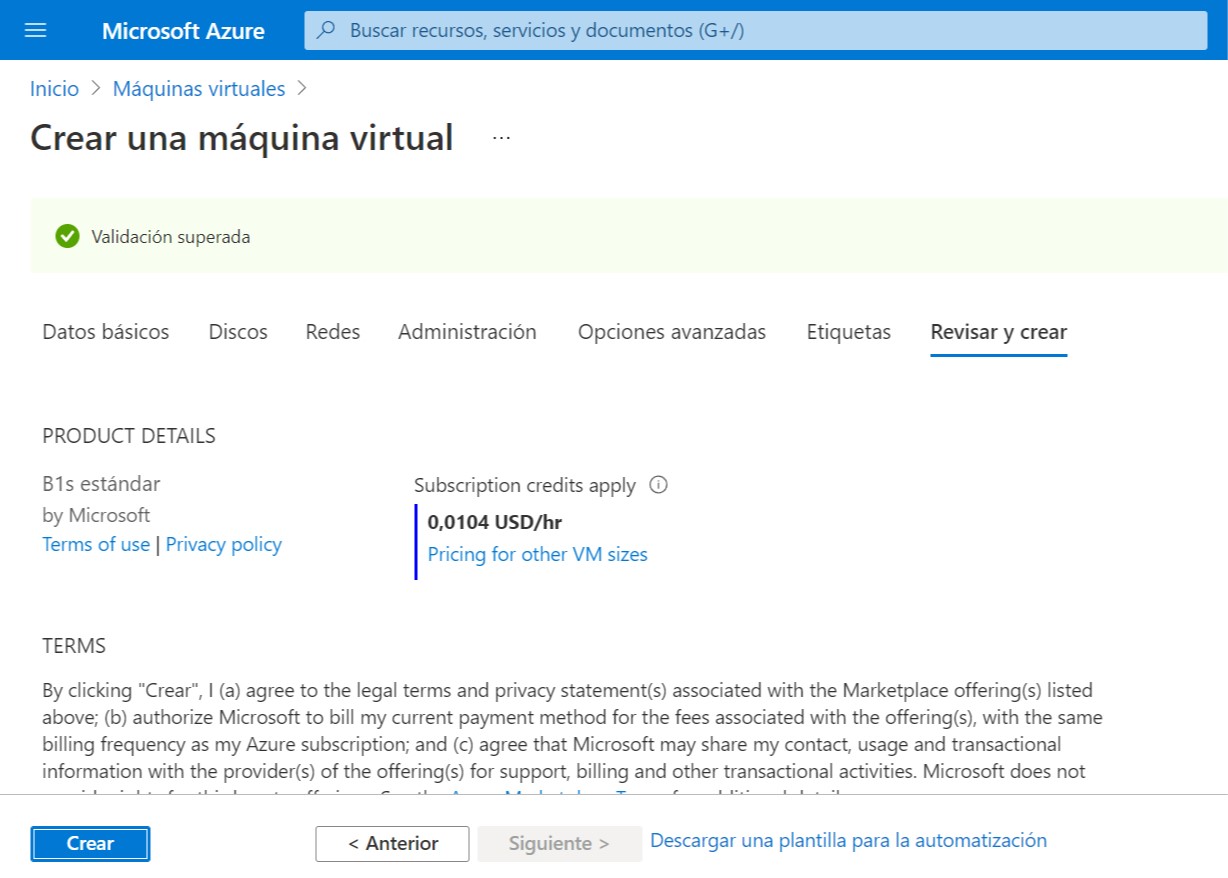 Microsoft Azure
Buscar recursos, servicios y documentos (G+/)
Inicio > Máquinas virtuales >
Crear una máquina virtual ...
Validación superada
Datos básicos Discos Redes Administración Opciones avanzadas Etiquetas Revisar y crear
PRODUCT DETAILS
B1s estándar
by Microsoft
Terms of use | Privacy policy
Subscription credits apply
0,0104 USD/hr
Pricing for other VM sizes
TERMS
By clicking "Crear", I (a) agree to the legal terms and privacy statement(s) associated with the Marketplace offering(s) listed
above; (b) authorize Microsoft to bill my current payment method for the fees associated with the offering(s), with the same
billing frequency as my Azure subscription; and (c) agree that Microsoft may share my contact, usage and transactional
information with the provider(s) of the offering(s) for support, billing and other transactional activities. Microsoft does not
Crear
< Anterior
Siguiente >
Descargar una plantilla para la automatización